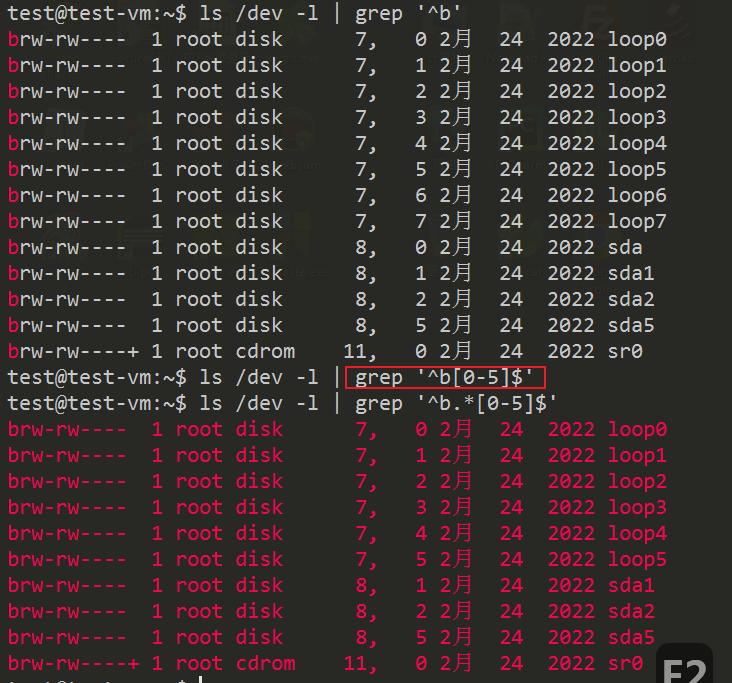 test@test-vm:~$ ls /dev -l | grep '^b'
brw-rw----  1 root disk      7,   0 2月  24  2022 loop0
brw-rw----  1 root disk      7,   1 2月  24  2022 loop1
brw-rw----  1 root disk      7,   2 2月  24  2022 loop2
brw-rw----  1 root disk      7,   3 2月  24  2022 loop3
brw-rw----  1 root disk      7,   4 2月  24  2022 loop4
brw-rw----  1 root disk      7,   5 2月  24  2022 loop5
brw-rw----  1 root disk      7,   6 2月  24  2022 loop6
brw-rw----  1 root disk      7,   7 2月  24  2022 loop7
brw-rw----  1 root disk      8,   0 2月  24  2022 sda
brw-rw----  1 root disk      8,   1 2月  24  2022 sda1
brw-rw----  1 root disk      8,   2 2月  24  2022 sda2
brw-rw----  1 root disk      8,   5 2月  24  2022 sda5
brw-rw----+ 1 root cdrom    11,   0 2月  24  2022 sr0
test@test-vm:~$ ls /dev -l | grep '^b[0-5]$'
test@test-vm:~$ ls /dev -l | grep '^b.*[0-5]$'
brw-rw----  1 root disk      7,   0 2月  24  2022 loop0
brw-rw----  1 root disk      7,   1 2月  24  2022 loop1
brw-rw----  1 root disk      7,   2 2月  24  2022 loop2
brw-rw----  1 root disk      7,   3 2月  24  2022 loop3
brw-rw----  1 root disk      7,   4 2月  24  2022 loop4
brw-rw----  1 root disk      7,   5 2月  24  2022 loop5
brw-rw----  1 root disk      8,   1 2月  24  2022 sda1
brw-rw----  1 root disk      8,   2 2月  24  2022 sda2
brw-rw----  1 root disk      8,   5 2月  24  2022 sda5
brw-rw----+ 1 root cdrom    11,   0 2月  24  2022 sr0
F2